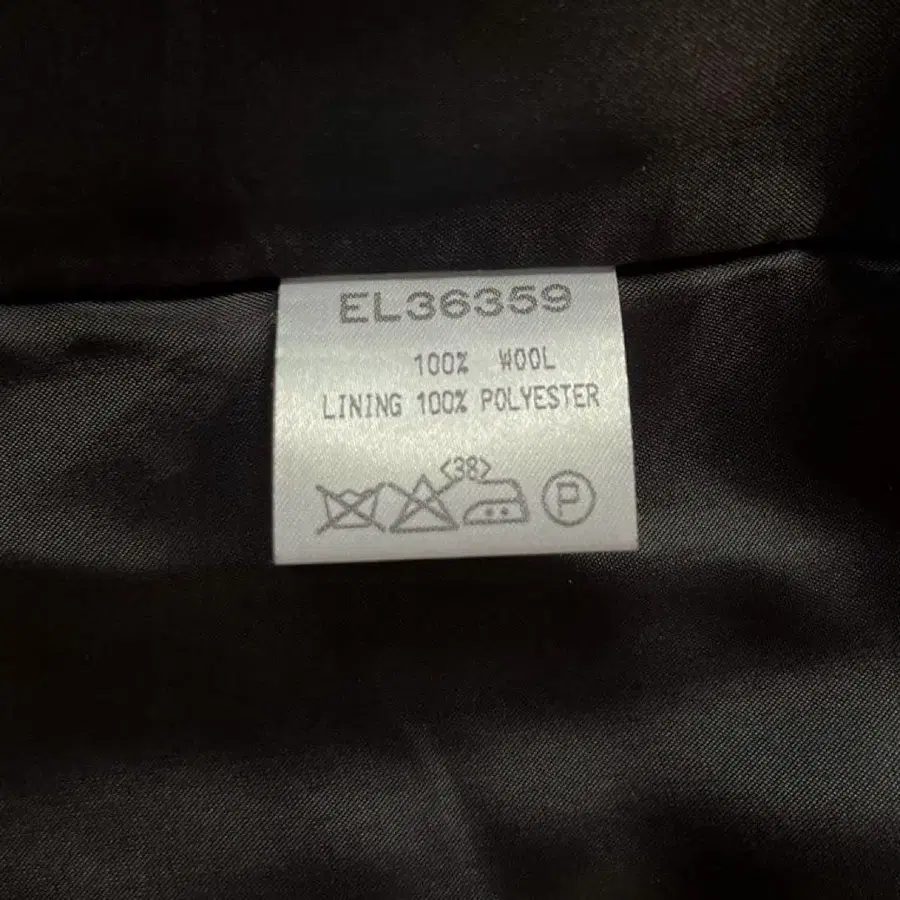 EL36359
100% WOOL
LINING 100% POLYESTER
<38>
P